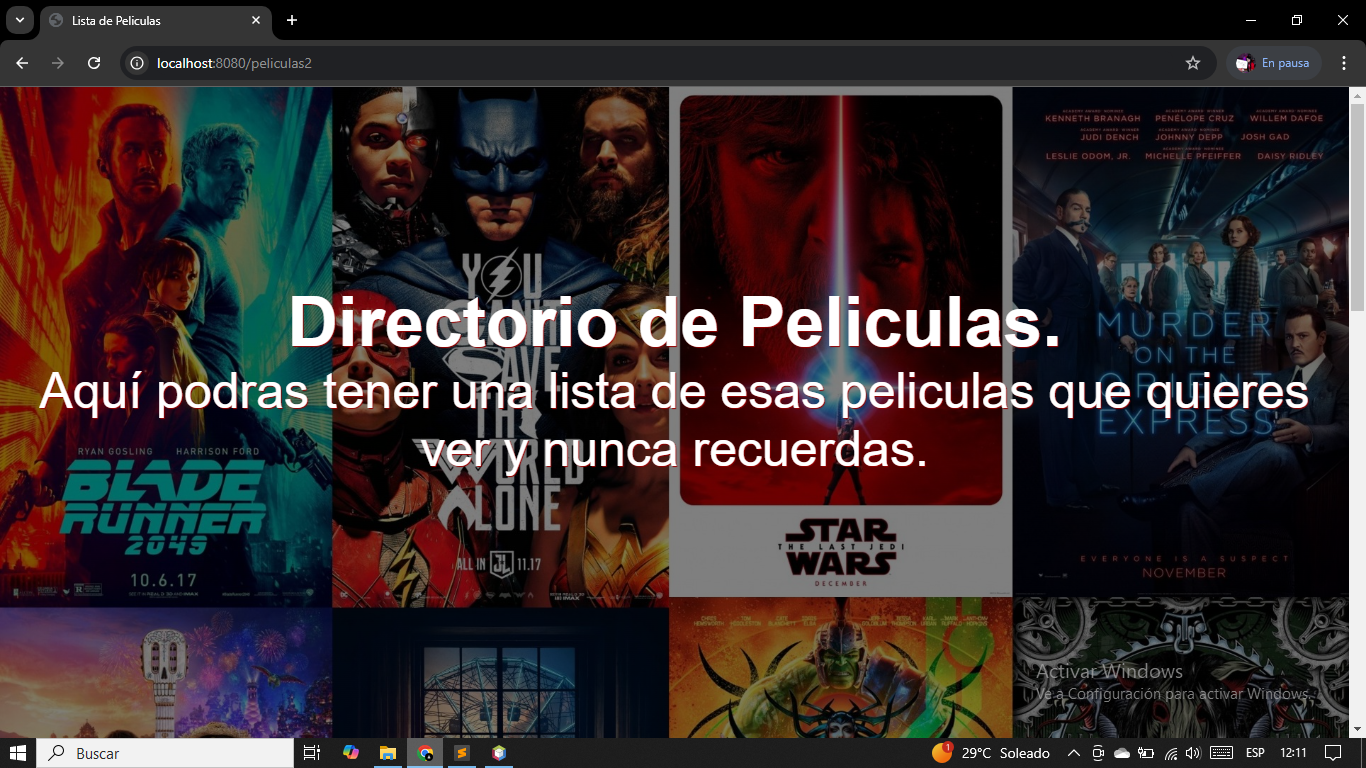 Lista de Peliculas
localhost:8080/peliculas2
En pausa
KENNETH BRANAGH PENÉLOPE CRUZ WILLEM DAFOE
JUDI DENCH JOHNNY DEPP JOSH GAD
LESLIE ODOM, JR. MICHELLE PFEIFFER DAISY RIDLEY
YOU
CAN'T
SAVE
THE
WORLD
ALONE
Directorio de Peliculas.
Aquí podras tener una lista de esas peliculas que quieres
ver y nunca recuerdas.
MURDER
ON THE
ORIENT
EXPRESS
RYAN GOSLING HARRISON FORD
BLADE
RUNNER
2049
10.6.17
ALL IN JL 11.17
STAR
THE LAST JEDI
WARS
DECEMBER
EVERYONE IS A SUSPECT
NOVEMBER
Activar Windows
Ve a Configuración para activar Windows.
Buscar
1
29°C Soleado
ESP
12:11